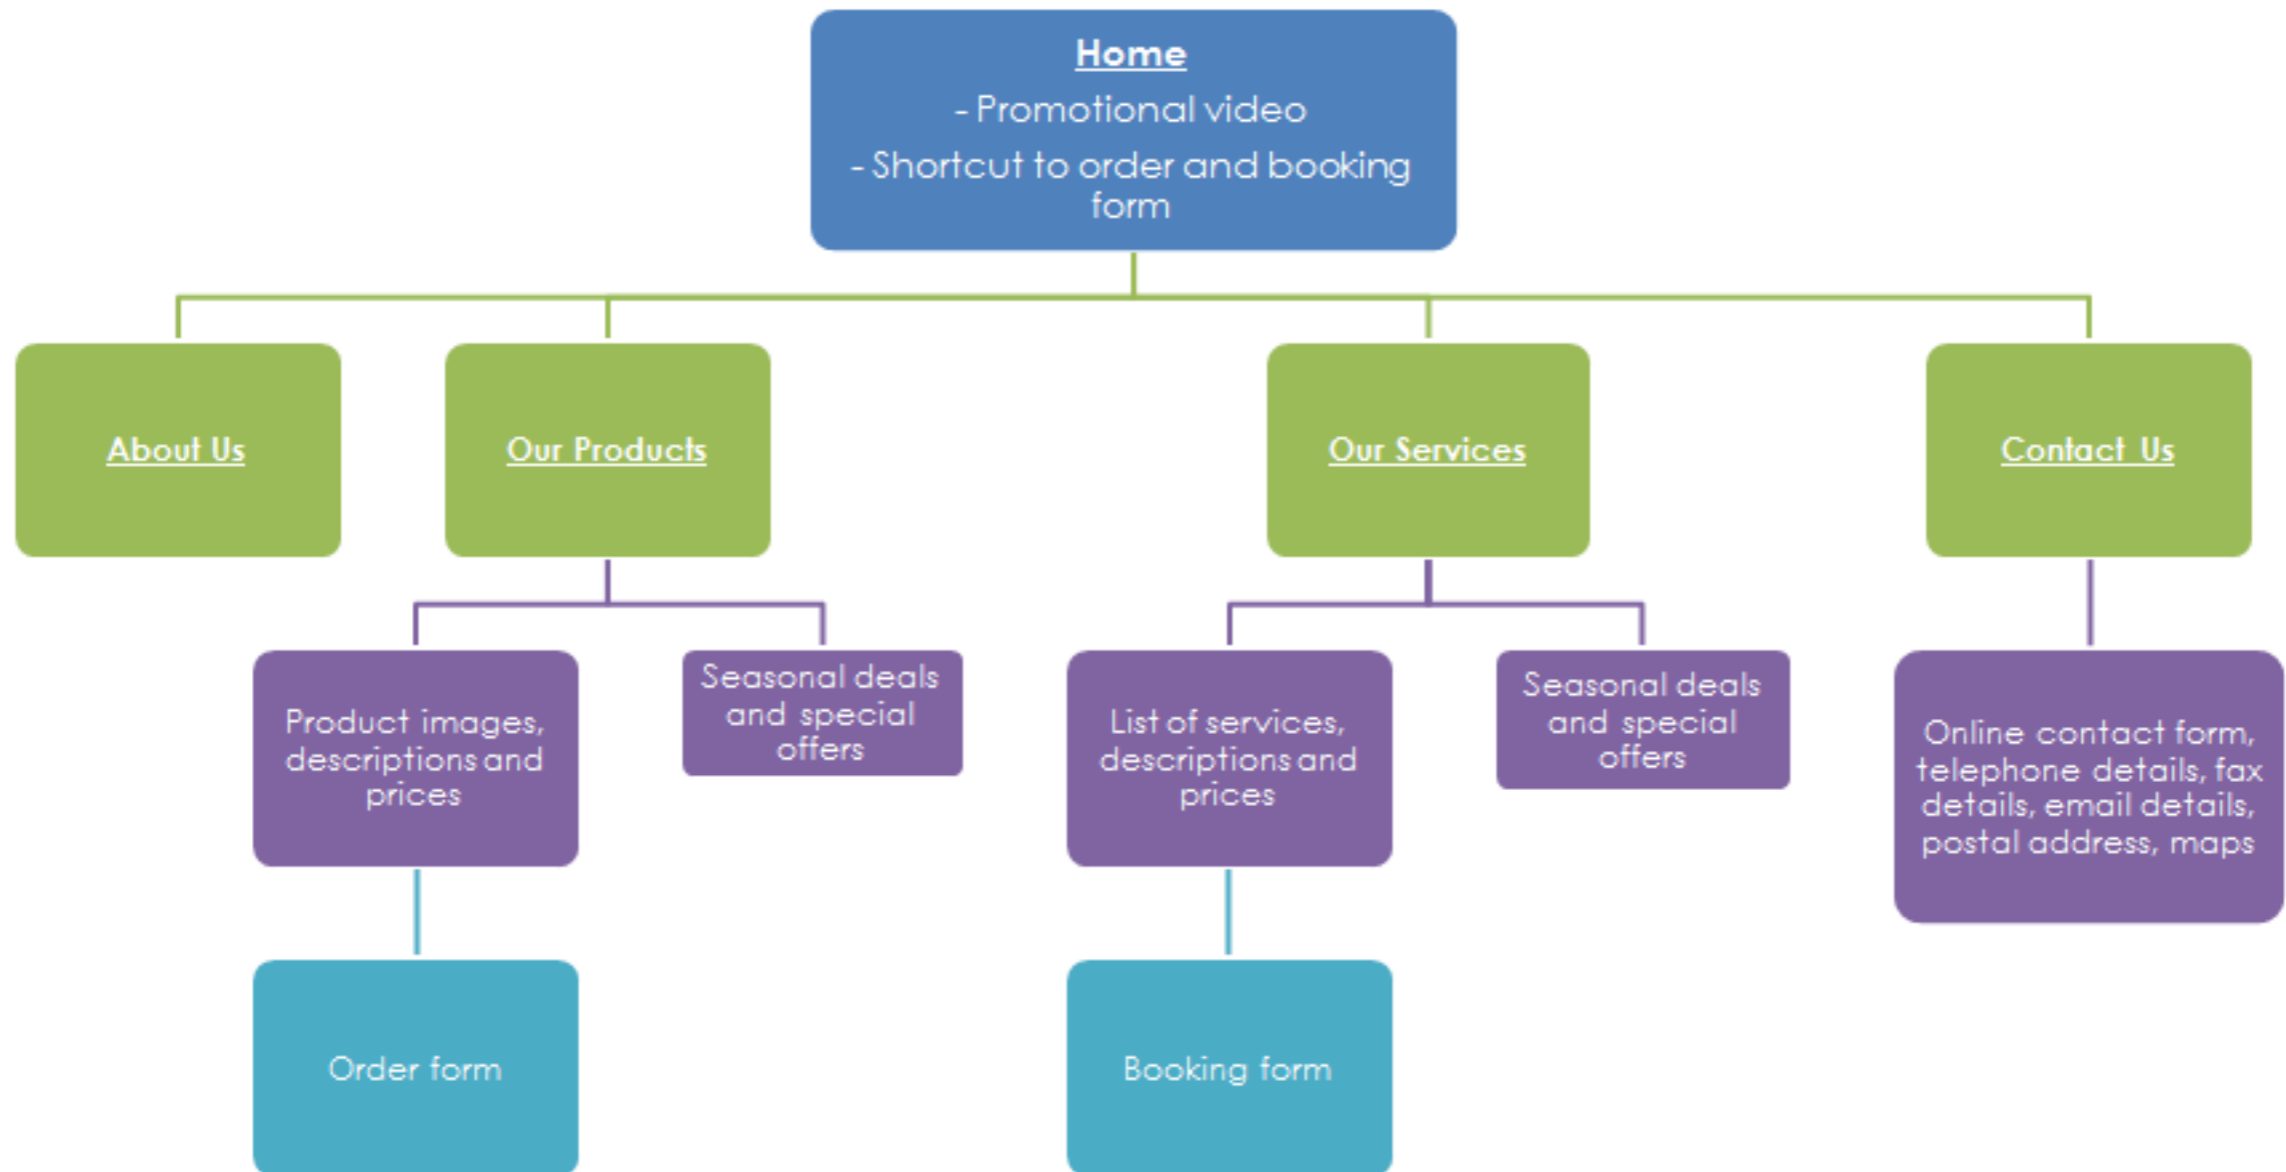 Home
- Promotional video
- Shortcut to order and booking
form
About Us
Our Products
Our Services
Contact Us
Product images,
descriptions and
prices
Seasonal deals
and special
offers
List of services,
descriptions and
prices
Seasonal deals
and special
offers
Online contact form,
telephone details, fax
details, email details,
postal address, maps
Order form
Booking form